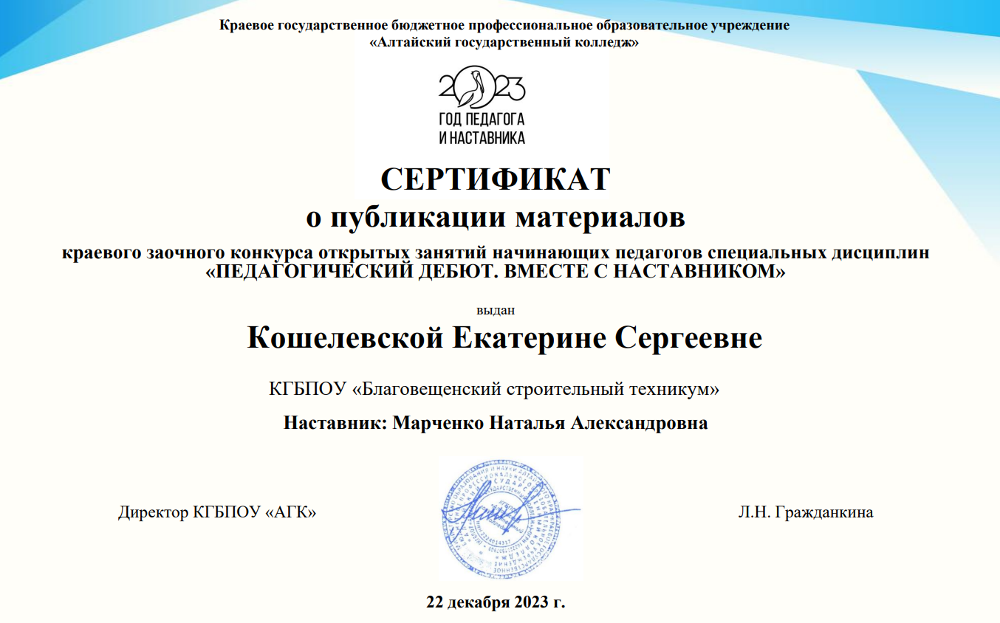 Краевое государственное бюджетное профессиональное образовательное учреждение
«Алтайский государственный колледж»
2023
ГОД ПЕДАГОГА
И НАСТАВНИКА
СЕРТИФИКАТ
о публикации материалов
краевого заочного конкурса открытых занятий начинающих педагогов специальных дисциплин
«ПЕДАГОГИЧЕСКИЙ ДЕБЮТ. ВМЕСТЕ С НАСТАВНИКОМ»
выдан
Кошелевской Екатерине Сергеевне
КГБПОУ «Благовещенский строительный техникум»
Наставник: Марченко Наталья Александровна
Директор КГБПОУ «АГК»
Л.Н. Гражданкина
22 декабря 2023 г.